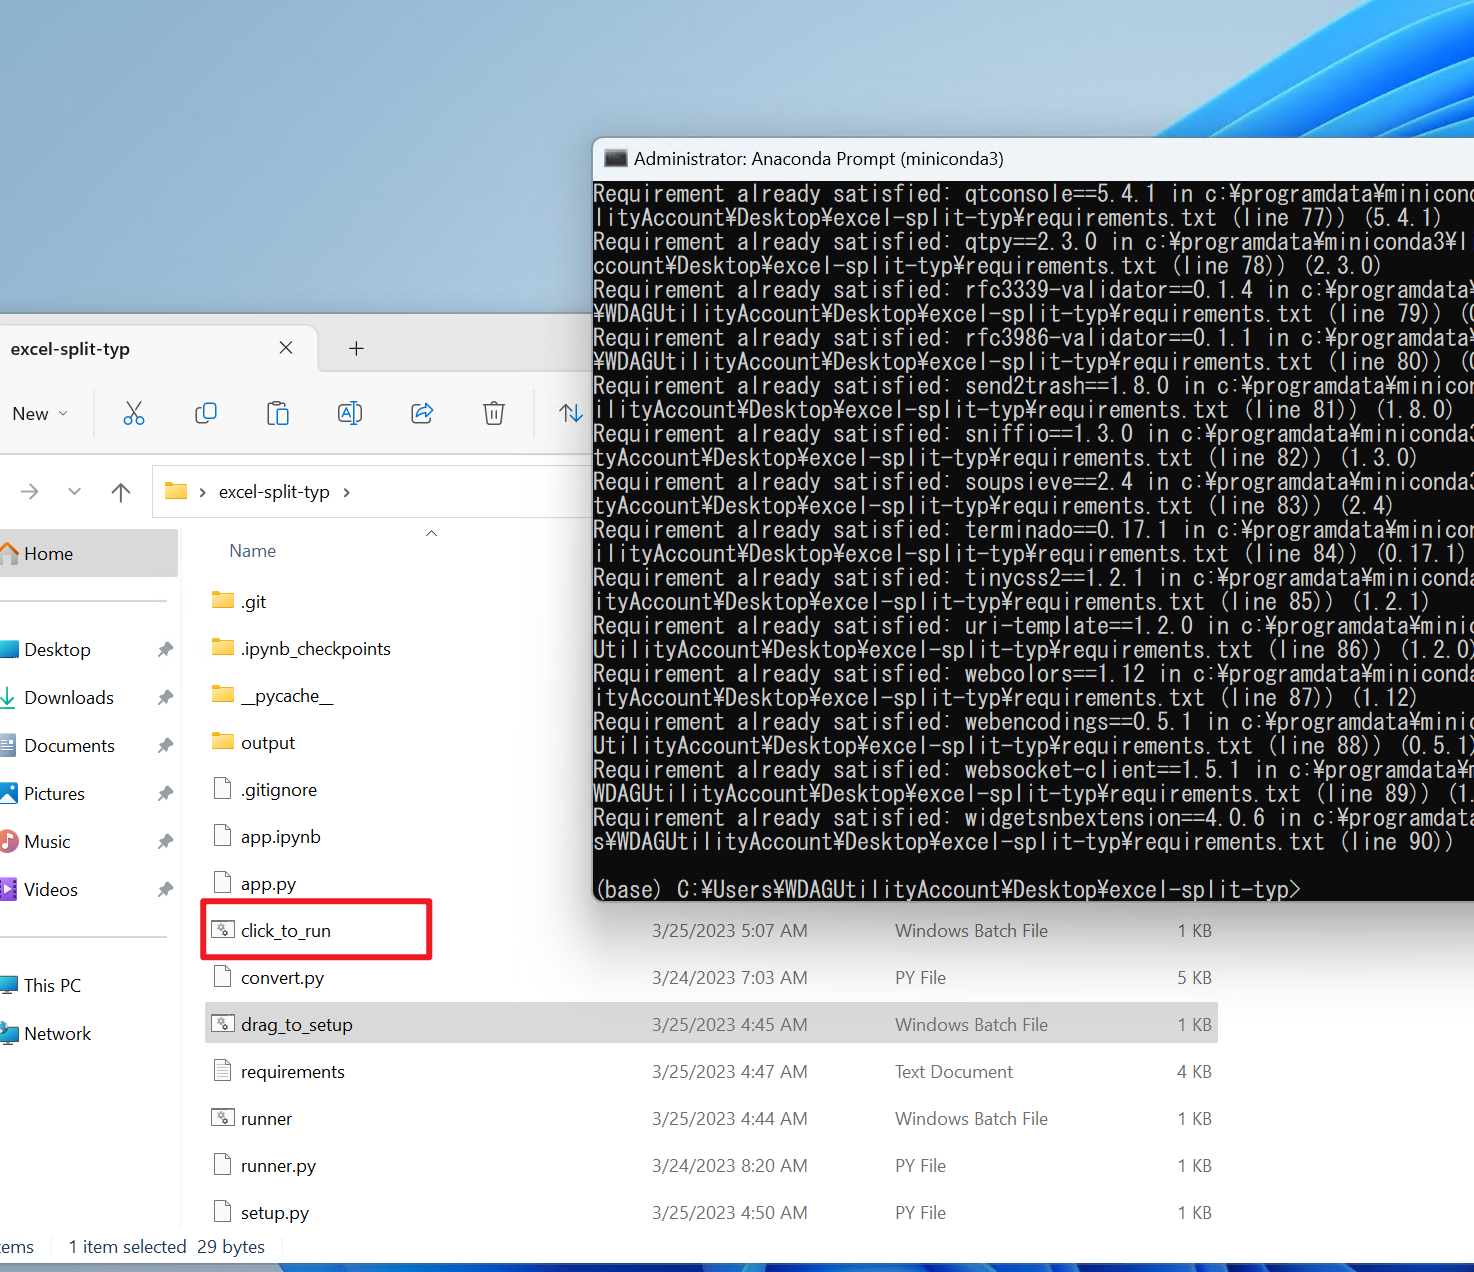 Administrator: Anaconda Prompt (miniconda3)
Requirement already satisfied: qtconsole==5.4.1 in c:¥programdata¥minicond
lityAccount¥Desktop¥excel-split-typ¥requirements.txt (line 77)) (5.4.1)
Requirement already satisfied: qtpy==2.3.0 in c:¥programdata¥miniconda3¥l
ccount¥Desktop¥excel-split-typ¥requirements.txt (line 78)) (2.3.0)
Requirement already satisfied: rfc3339-validator==0.1.4 in c:¥programdata¥
¥WDAGUtilityAccount¥Desktop¥excel-split-typ¥requirements.txt (line 79)) (0
Requirement already satisfied: rfc3986-validator==0.1.1 in c:¥programdata¥
¥WDAGUtilityAccount¥Desktop¥excel-split-typ¥requirements.txt (line 80)) (0
Requirement already satisfied: send2trash==1.8.0 in c:¥programdata¥minicon
ilityAccount¥Desktop¥excel-split-typ¥requirements.txt (line 81)) (1.8.0)
Requirement already satisfied: sniffio==1.3.0 in c:¥programdata¥miniconda3
tyAccount¥Desktop¥excel-split-typ¥requirements.txt (line 82)) (1.3.0)
Requirement already satisfied: soupsieve==2.4 in c:¥programdata¥miniconda3
tyAccount¥Desktop¥excel-split-typ¥requirements.txt (line 83)) (2.4)
Requirement already satisfied: terminado==0.17.1 in c:¥programdata¥minicon
ilityAccount¥Desktop¥excel-split-typ¥requirements.txt (line 84)) (0.17.1)
Requirement already satisfied: tinycss2==1.2.1 in c:¥programdata¥miniconda
ityAccount¥Desktop¥excel-split-typ¥requirements.txt (line 85)) (1.2.1)
Requirement already satisfied: uri-template==1.2.0 in c:¥programdata¥minic
UtilityAccount¥Desktop¥excel-split-typ¥requirements.txt (line 86)) (1.2.0)
Requirement already satisfied: webcolors==1.12 in c:¥programdata¥miniconda
ityAccount¥Desktop¥excel-split-typ¥requirements.txt (line 87)) (1.12)
Requirement already satisfied: webencodings==0.5.1 in c:¥programdata¥minic
UtilityAccount¥Desktop¥excel-split-typ¥requirements.txt (line 88)) (0.5.1)
Requirement already satisfied: websocket-client==1.5.1 in c:¥programdata¥m
WDAGUtilityAccount¥Desktop¥excel-split-typ¥requirements.txt (line 89)) (1.
Requirement already satisfied: widgetsnbextension==4.0.6 in c:¥programdata
s¥WDAGUtilityAccount¥Desktop¥excel-split-typ¥requirements.txt (line 90))
(base) C:¥Users¥WDAGUtilityAccount¥Desktop¥excel-split-typ>
excel-split-typ
New
excel-split-typ
Home
Desktop
Downloads
Documents
Pictures
Music
Videos
This PC
Network
Name
.git
.ipynb_checkpoints
__pycache__
output
.gitignore
app.ipynb
app.py
click_to_run 3/25/2023 5:07 AM Windows Batch File 1 KB
convert.py 3/24/2023 7:03 AM PY File 5 KB
drag_to_setup 3/25/2023 4:45 AM Windows Batch File 1 KB
requirements 3/25/2023 4:47 AM Text Document 4 KB
runner 3/25/2023 4:44 AM Windows Batch File 1 KB
runner.py 3/24/2023 8:20 AM PY File 1 KB
setup.py 3/25/2023 4:50 AM PY File 1 KB
ems 1 item selected 29 bytes